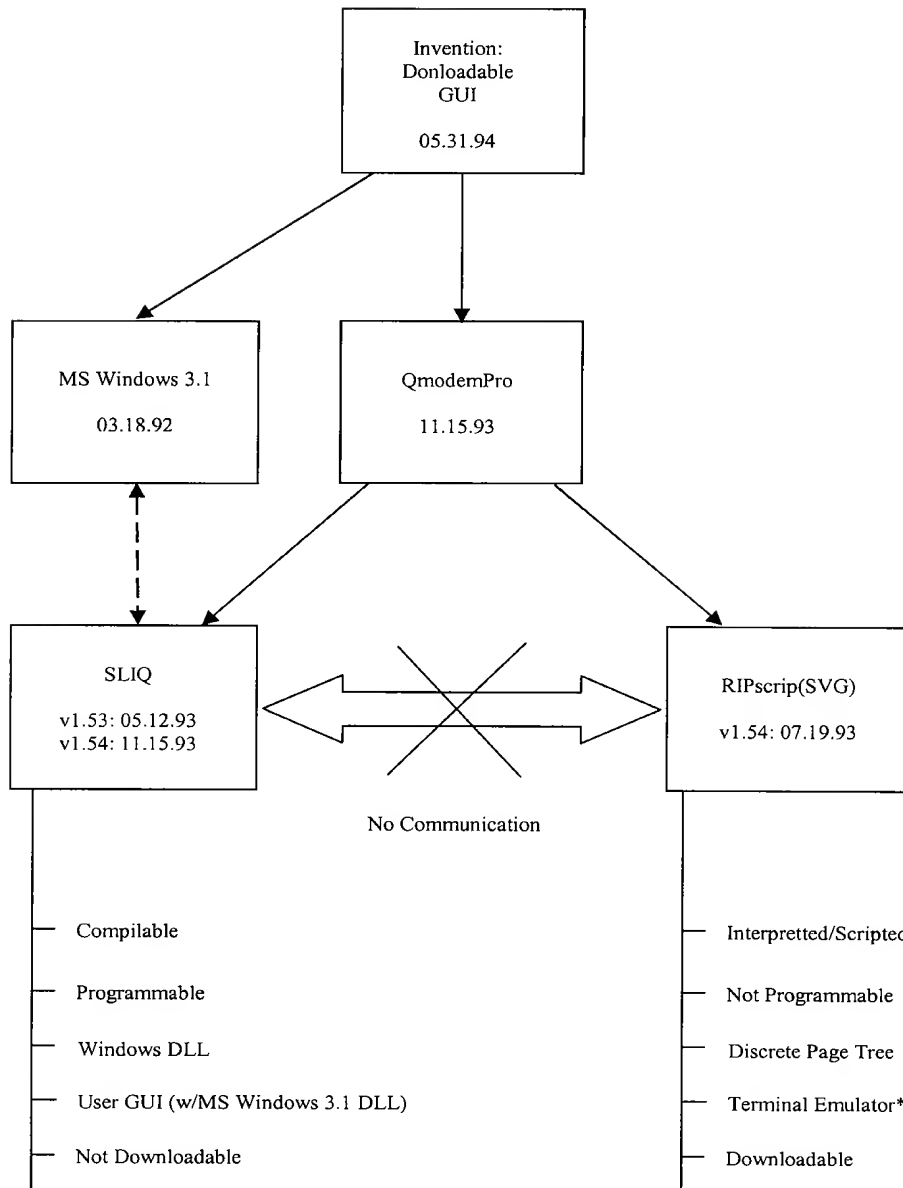 Invention:
Donloadable
GUI
05.31.94
MS Windows 3.1
03.18.92
QmodemPro
11.15.93
SLIQ
v1.53: 05.12.93
v1.54: 11.15.93
RIPscrip(SVG)
v1.54: 07.19.93
No Communication
Compilable
Programmable
Windows DLL
User GUI (w/MS Windows 3.1 DLL)
Not Downloadable
Interpretted/Scripted
Not Programmable
Discrete Page Tree
Terminal Emulator*
Downloadable